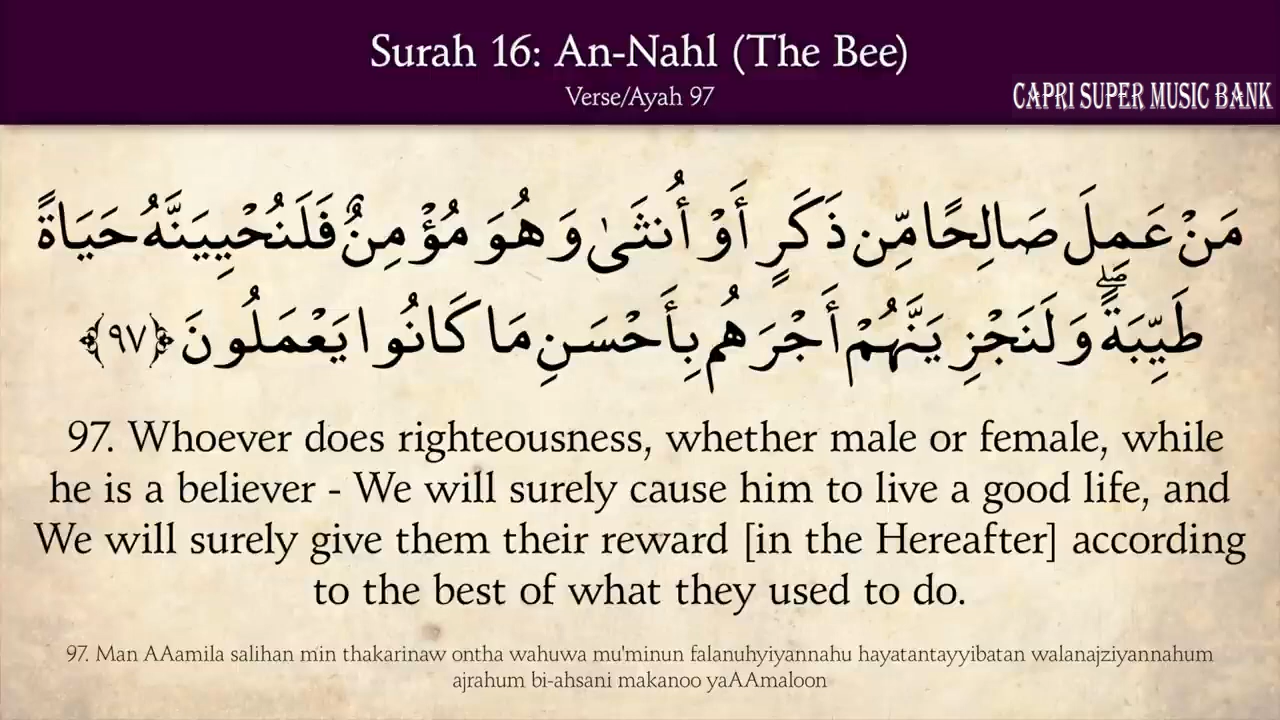 Surah 16: An-Nahl (The Bee)
Verse/Ayah 97
CAPRI SUPER MUSIC BANK
مَنْ عَمِلَ صَالِحًا مِّن ذَكَرٍ أَوْ أُنثَىٰ وَهُوَ مُؤْمِنٌ فَلَنُحْيِيَنَّهُ حَيَاةً
طَيِّبَةً ۖ وَلَنَجْزِيَنَّهُمْ أَجْرَهُم بِأَحْسَنِ مَا كَانُوا يَعْمَلُونَ ﴿٩٧﴾
97. Whoever does righteousness, whether male or female, while
he is a believer - We will surely cause him to live a good life, and
We will surely give them their reward [in the Hereafter] according
to the best of what they used to do.
97. Man AAamila salihan min thakarinaw ontha wahuwa mu'minun falanuhyiyannahu hayatantayyibatan walanajziyannahum
ajrahum bi-ahsani makanoo yaAAmaloon